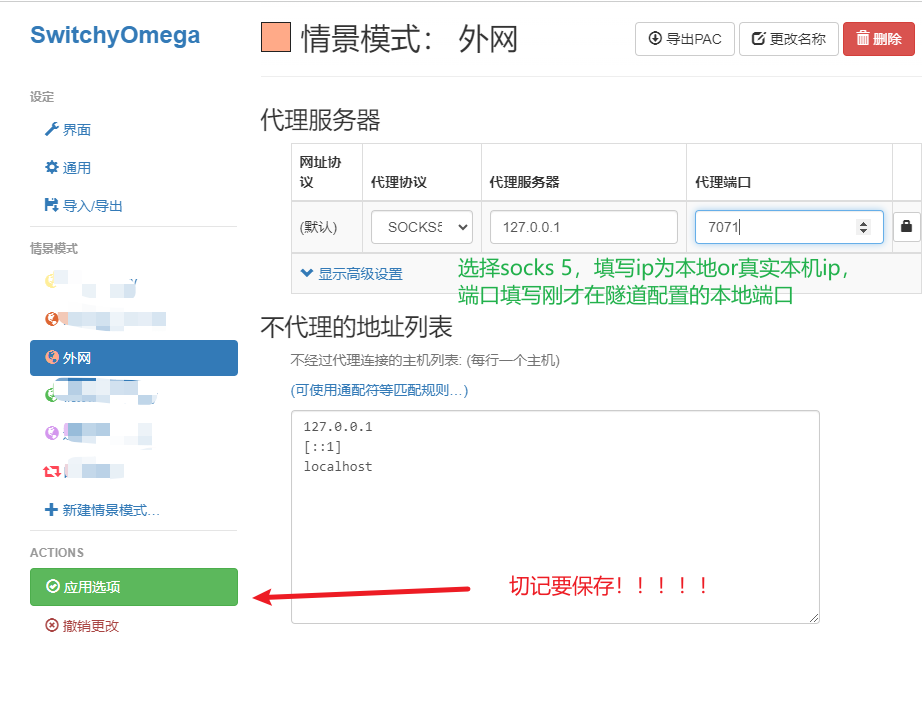 SwitchyOmega
设定
界面
通用
导入/导出
情景模式
外网
新建情景模式…
ACTIONS
应用选项
撤销更改
情景模式： 外网
导出PAC
更改名称
删除
代理服务器
网址协议 代理协议 代理服务器 代理端口
(默认) SOCKS5 127.0.0.1 7071
显示高级设置
选择socks 5，填写ip为本地or真实本机ip，
端口填写刚才在隧道配置的本地端口
不代理的地址列表
不经过代理连接的主机列表: (每行一个主机)
(可使用通配符等匹配规则…)
127.0.0.1
[::1]
localhost
切记要保存！！！！！